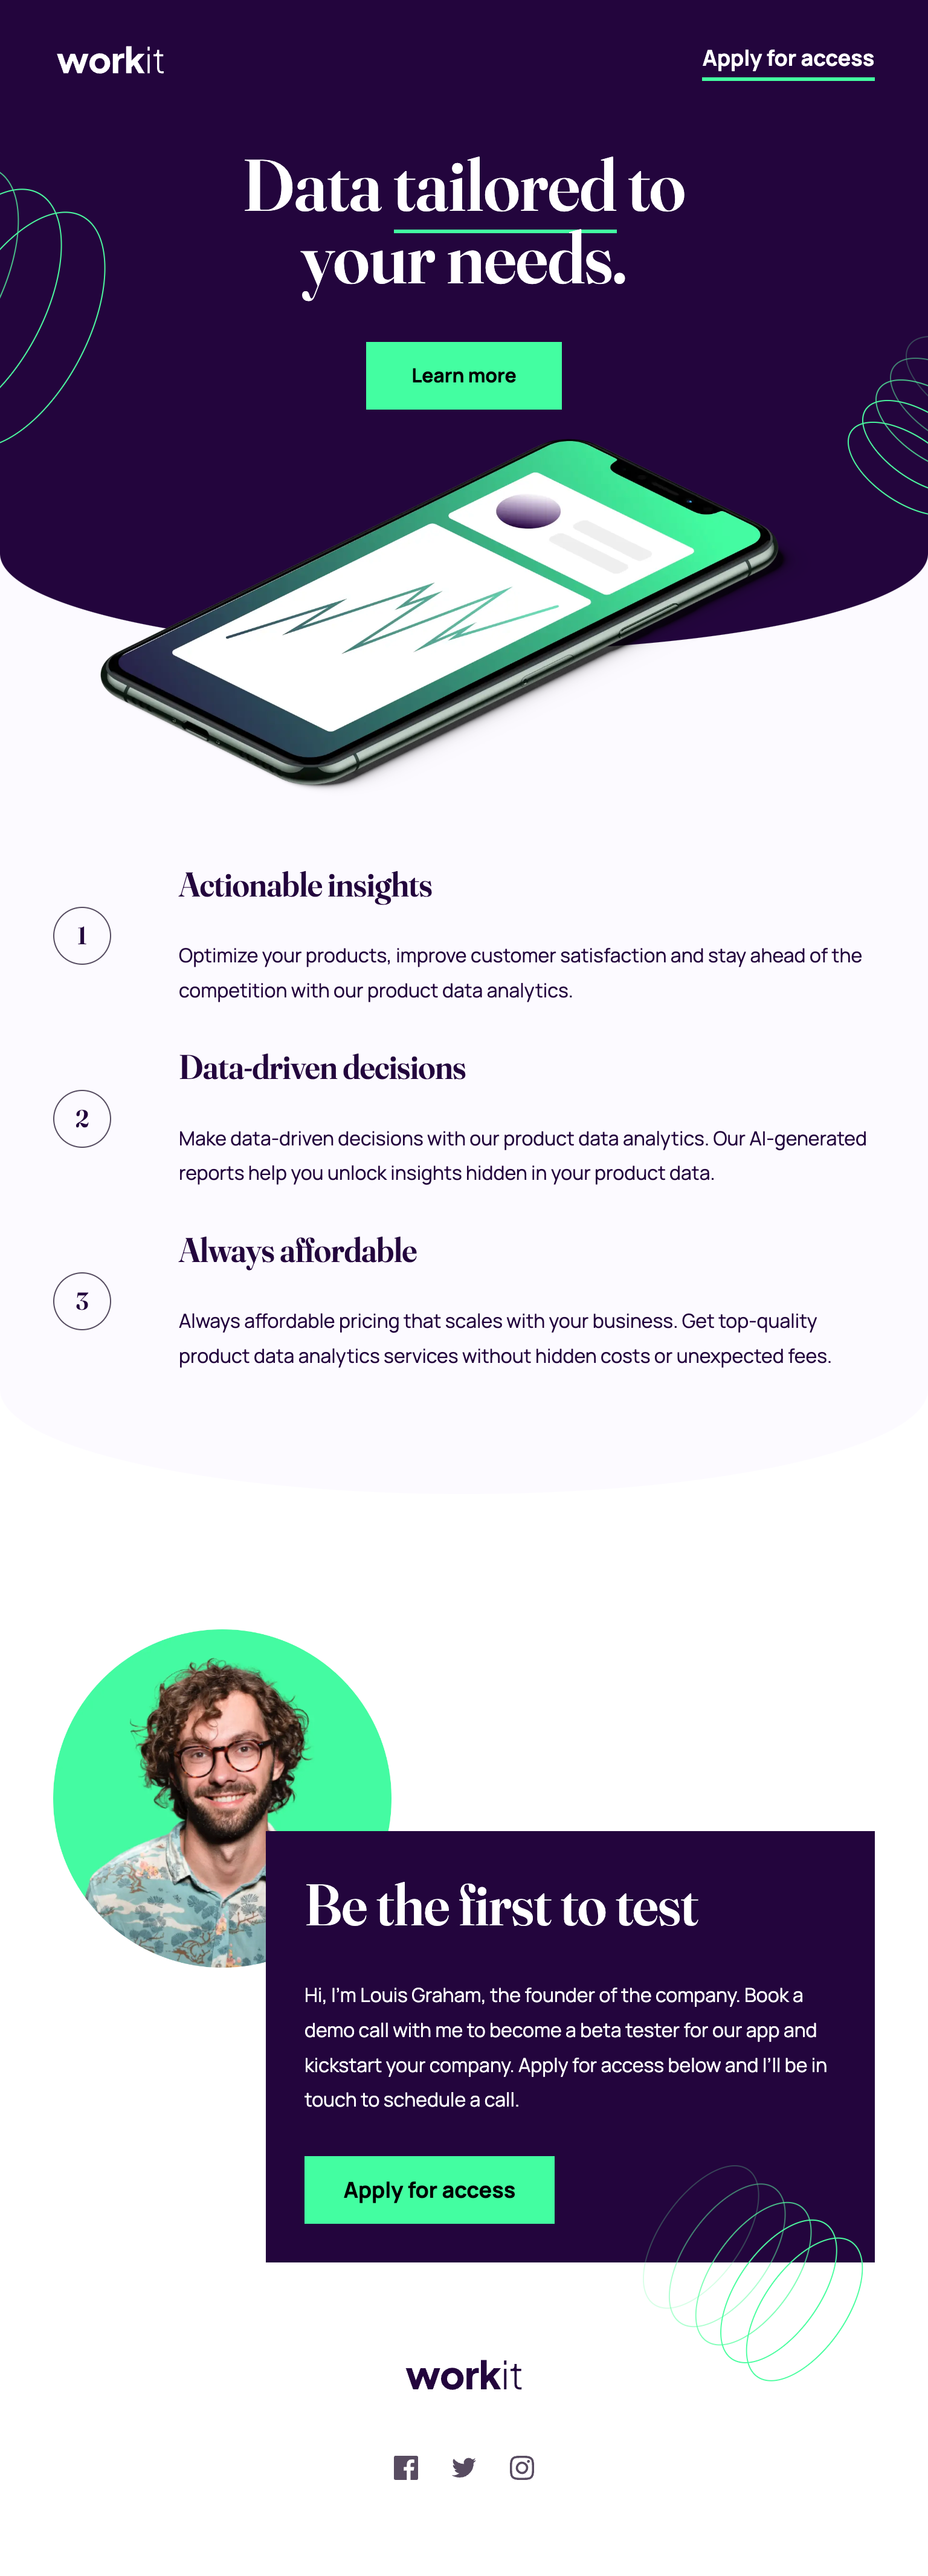 workit
Apply for access
Data tailored to
your needs.
Learn more
Actionable insights
1
Optimize your products, improve customer satisfaction and stay ahead of the
competition with our product data analytics.
Data-driven decisions
2
Make data-driven decisions with our product data analytics. Our AI-generated
reports help you unlock insights hidden in your product data.
Always affordable
3
Always affordable pricing that scales with your business. Get top-quality
product data analytics services without hidden costs or unexpected fees.
Be the first to test
Hi, I’m Louis Graham, the founder of the company. Book a
demo call with me to become a beta tester for our app and
kickstart your company. Apply for access below and I’ll be in
touch to schedule a call.
Apply for access
workit